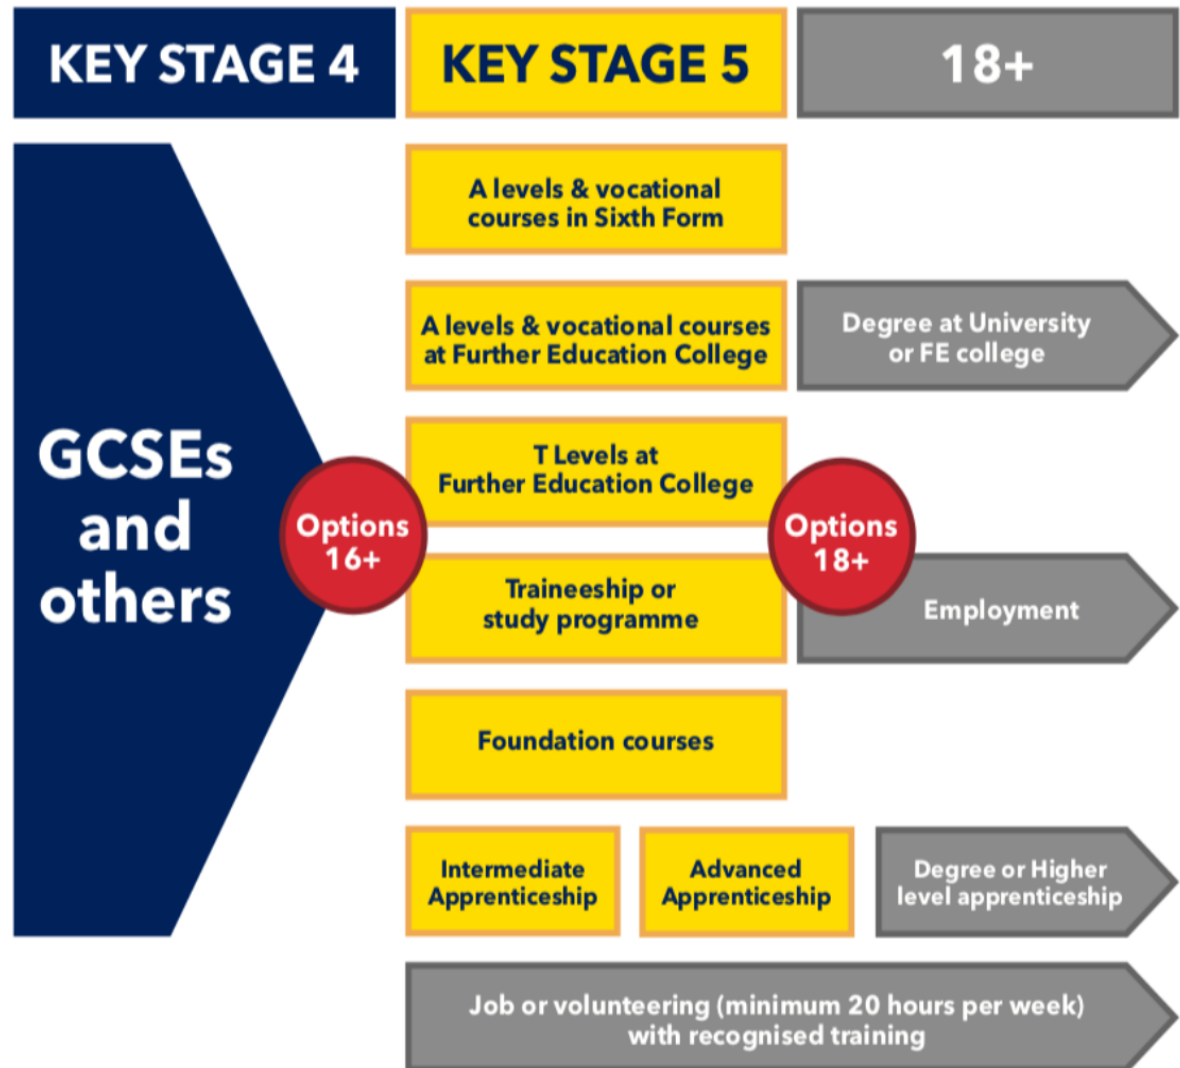 KEY STAGE 4
KEY STAGE 5
18+
GCSEs
and
others
Options
16+
A levels & vocational
courses in Sixth Form
A levels & vocational courses
at Further Education College
T Levels at
Further Education College
Traineeship or
study programme
Foundation courses
Intermediate
Apprenticeship
Advanced
Apprenticeship
Options
18+
Degree at University
or FE college
Employment
Degree or Higher
level apprenticeship
Job or volunteering (minimum 20 hours per week)
with recognised training